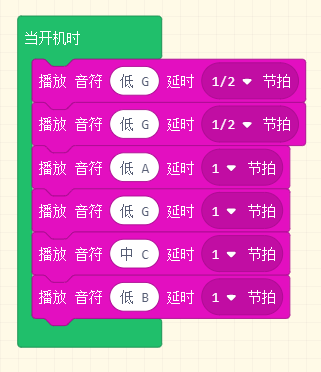 当开机时
播放 音符 低 G 延时 1/2 节拍
播放 音符 低 G 延时 1/2 节拍
播放 音符 低 A 延时 1 节拍
播放 音符 低 G 延时 1 节拍
播放 音符 中 C 延时 1 节拍
播放 音符 低 B 延时 1 节拍